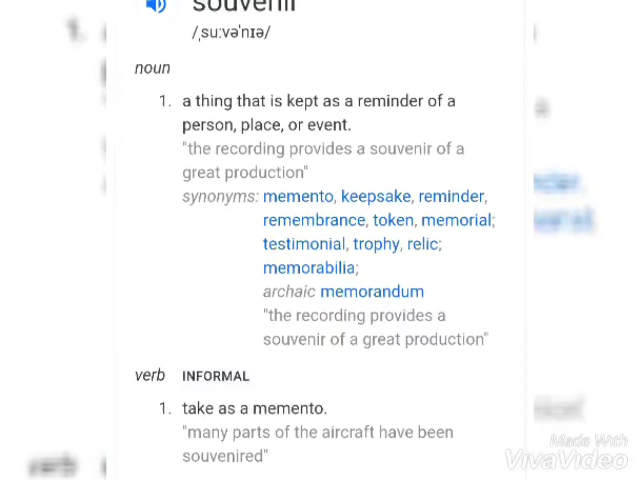 souvenir
/ˌsuːvəˈnɪə/
noun
1. a thing that is kept as a reminder of a
person, place, or event.
"the recording provides a souvenir of a
great production"
synonyms: memento, keepsake, reminder,
remembrance, token, memorial;
testimonial, trophy, relic;
memorabilia;
archaic memorandum
"the recording provides a
souvenir of a great production"
verb INFORMAL
1. take as a memento.
"many parts of the aircraft have been
souvenired"
Made With
VivaVideo